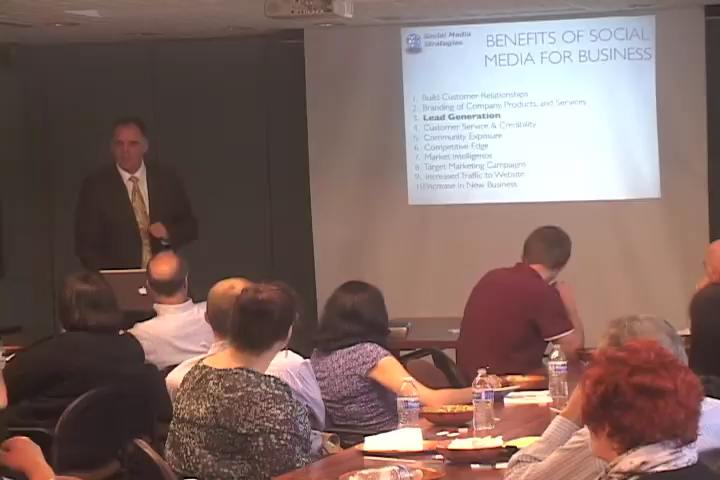 Social Media
Strategies
BENEFITS OF SOCIAL
MEDIA FOR BUSINESS
1. Build Customer Relationships
2. Branding of Company, Products, and Services
3. Lead Generation
4. Customer Service & Credibility
5. Community Exposure
6. Competitive Edge
7. Market Intelligence
8. Target Marketing Campaigns
9. Increased Traffic to Website
10. Increase in New Business